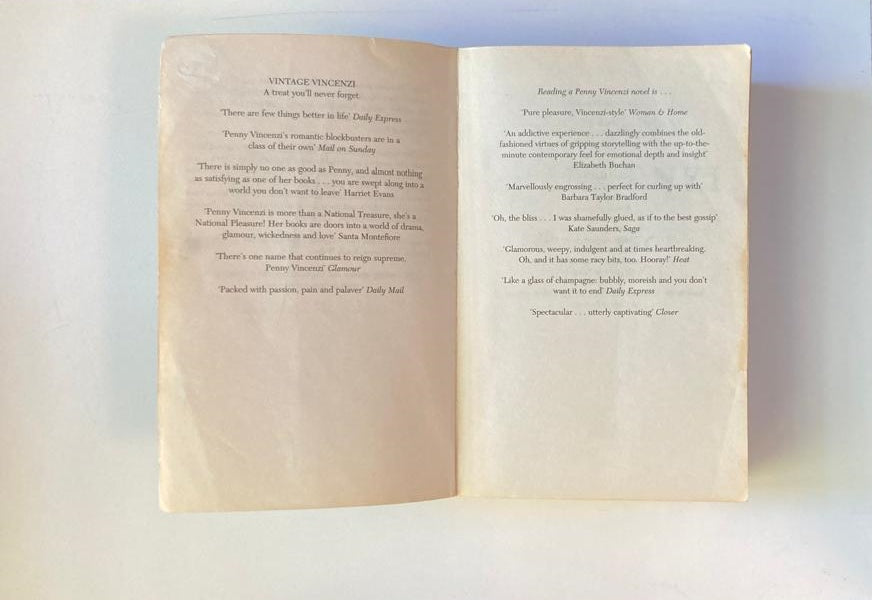 VINTAGE VINCENZI
A treat you'll never forget.
'There are few things better in life' Daily Express
'Penny Vincenzi's romantic blockbusters are in a
class of their own' Mail on Sunday
'There is simply no one as good as Penny, and almost nothing
as satisfying as one of her books . . . you are swept along into a
world you don't want to leave' Harriet Evans
'Penny Vincenzi is more than a National Treasure, she's a
National Pleasure! Her books are doors into a world of drama,
glamour, wickedness and love' Santa Montefiore
'There's one name that continues to reign supreme.
Penny Vincenzi' Glamour
'Packed with passion, pain and palaver' Daily Mail
Reading a Penny Vincenzi novel is . . .
'Pure pleasure, Vincenzi-style' Woman & Home
'An addictive experience . . . dazzlingly combines the old-
fashioned virtues of gripping storytelling with the up-to-the-
minute contemporary feel for emotional depth and insight'
Elizabeth Buchan
'Marvellously engrossing . . . perfect for curling up with'
Barbara Taylor Bradford
'Oh, the bliss . . . I was shamefully glued, as if to the best gossip'
Kate Saunders, Saga
'Glamorous, weepy, indulgent and at times heartbreaking.
Oh, and it has some racy bits, too. Hooray!' Heat
'Like a glass of champagne: bubbly, moreish and you don't
want it to end' Daily Express
'Spectacular . . . utterly captivating' Closer